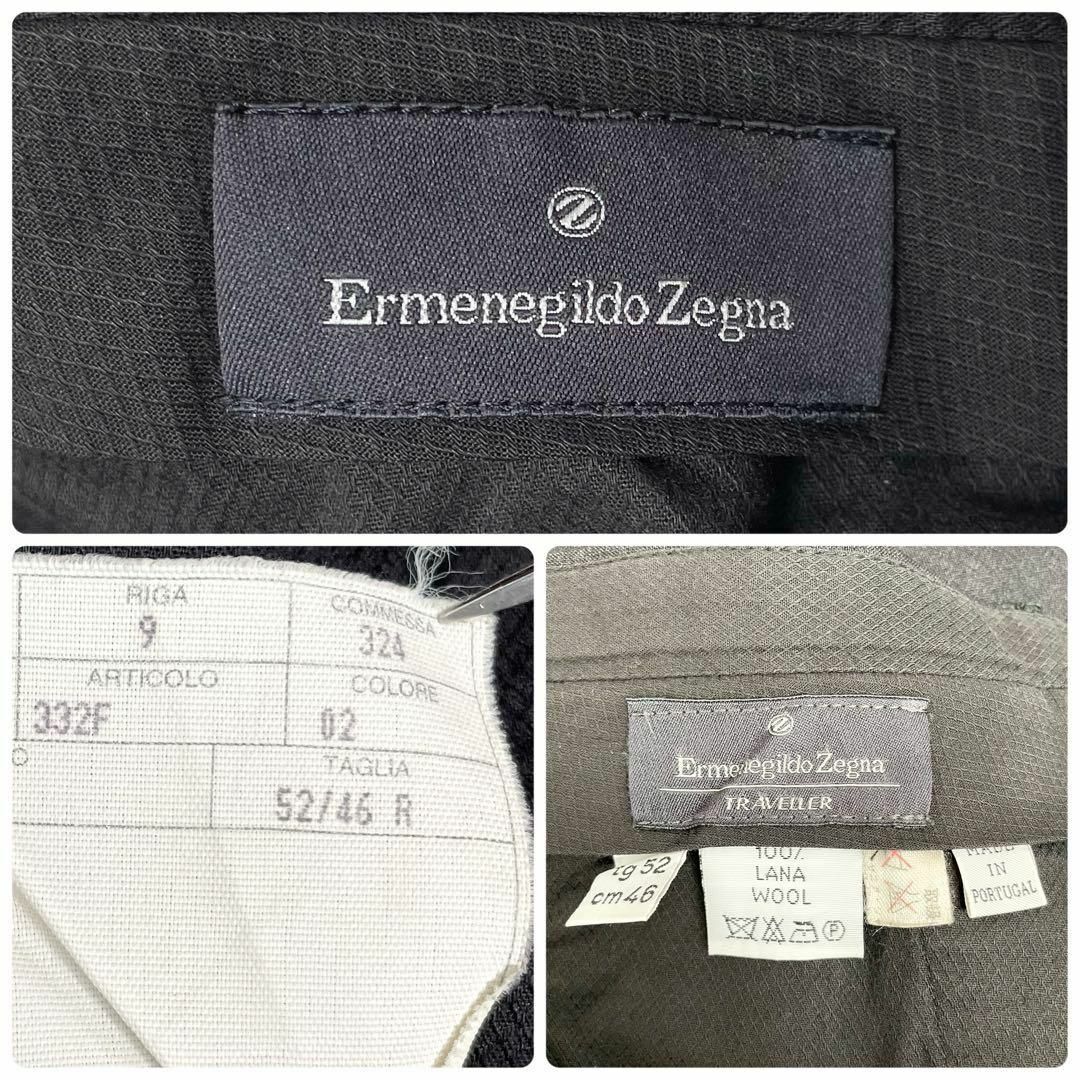 Ermenegildo Zegna
RIGA
9
COMMESSA
324
ARTICOLO
332F
COLORE
02
TAGLIA
52/46 R
Ermenegildo Zegna
TRAVELLER
tg 52
cm 46
100%
LANA
WOOL
MADE
IN
PORTUGAL